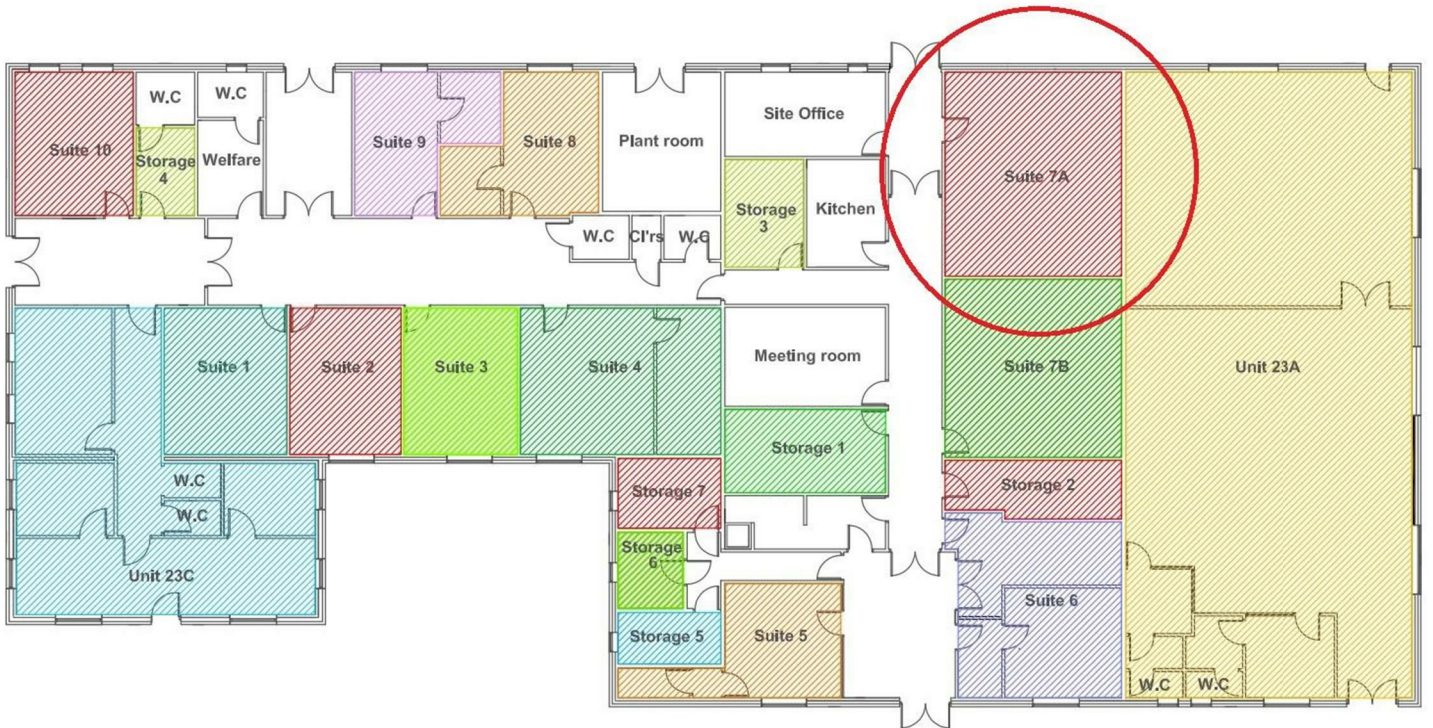 W.C
W.C
Site Office
Suite 10
Storage
4
Welfare
Suite 9
Suite 8
Plant room
Suite 7A
Storage
3
Kitchen
W.C
Cl'rs
W.C
Suite 1
Suite 2
Suite 3
Suite 4
Meeting room
Suite 7B
Unit 23A
Storage 1
W.C
Storage 7
Storage 2
W.C
Storage
6
Unit 23C
Suite 6
Storage 5
Suite 5
W.C
W.C